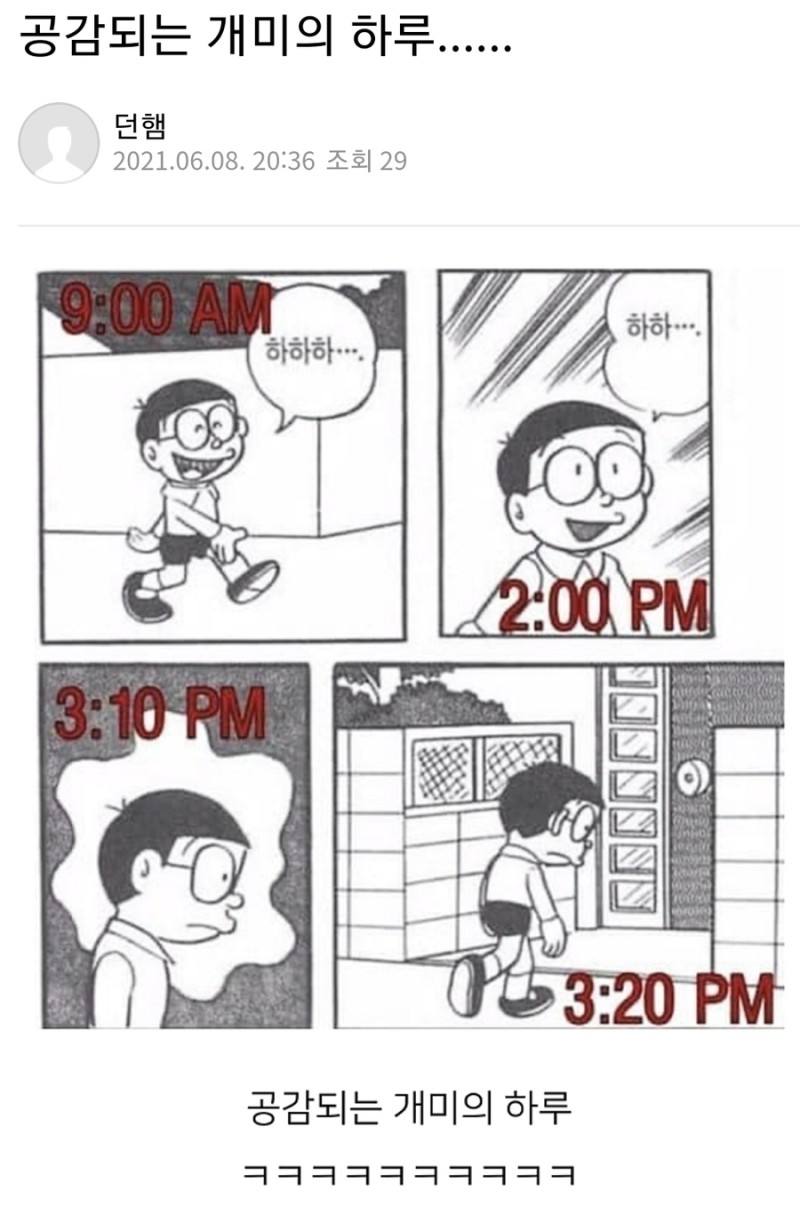 공감되는 개미의 하루......
던햄
2021.06.08. 20:36 조회 29
9:00 AM
하하하….
하하….
2:00 PM
3:10 PM
3:20 PM
공감되는 개미의 하루
ㅋㅋㅋㅋㅋㅋㅋㅋㅋㅋ